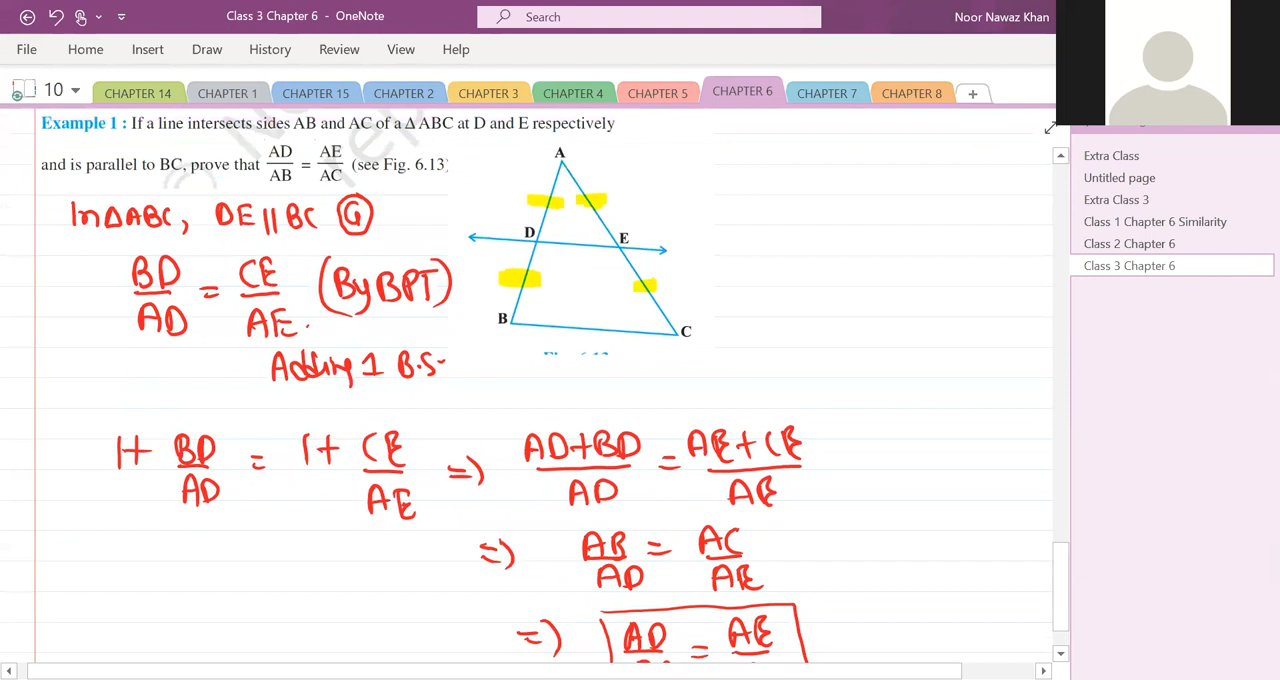 Class 3 Chapter 6 - OneNote
Search
Noor Nawaz Khan
File Home Insert Draw History Review View Help
10
CHAPTER 14 CHAPTER 1 CHAPTER 15 CHAPTER 2 CHAPTER 3 CHAPTER 4 CHAPTER 5 CHAPTER 6 CHAPTER 7 CHAPTER 8 +
Example 1 : If a line intersects sides AB and AC of a Δ ABC at D and E respectively
and is parallel to BC, prove that AD/AB = AE/AC (see Fig. 6.13)
A
D
E
B
C
In ΔABC, DE || BC G
BD/AD = CE/AE (By BPT)
Adding 1 B.S.
1 + BD/AD = 1 + CE/AE => AD+BD/AD = AE+CE/AE
=> AB/AD = AC/AE
=> AD = AE
Extra Class
Untitled page
Extra Class 3
Class 1 Chapter 6 Similarity
Class 2 Chapter 6
Class 3 Chapter 6